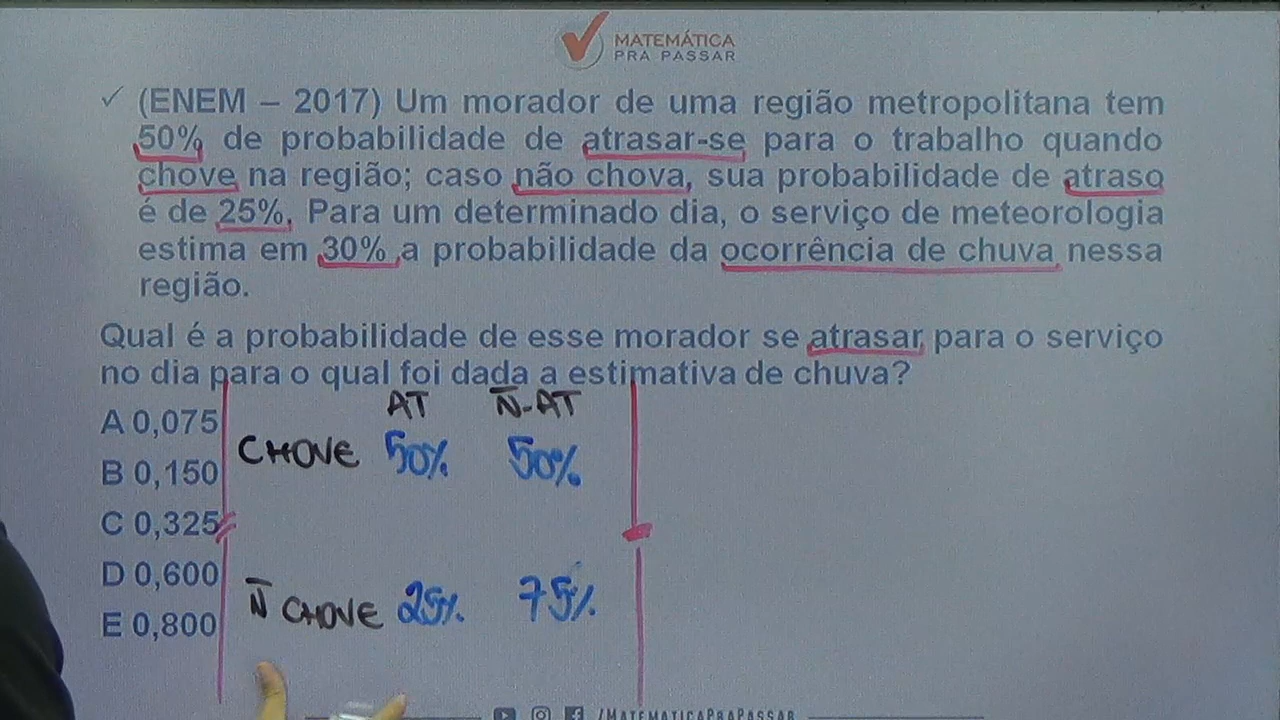 MATEMÁTICA
PRA PASSAR
✓ (ENEM – 2017) Um morador de uma região metropolitana tem
50% de probabilidade de atrasar-se para o trabalho quando
chove na região; caso não chova, sua probabilidade de atraso
é de 25%. Para um determinado dia, o serviço de meteorologia
estima em 30% a probabilidade da ocorrência de chuva nessa
região.
Qual é a probabilidade de esse morador se atrasar para o serviço
no dia para o qual foi dada a estimativa de chuva?
A 0,075
B 0,150
C 0,325
D 0,600
E 0,800
AT N̄-AT
CHOVE 50% 50%
N̄ CHOVE 25% 75%
/MATEMATICAPRAPASSAR